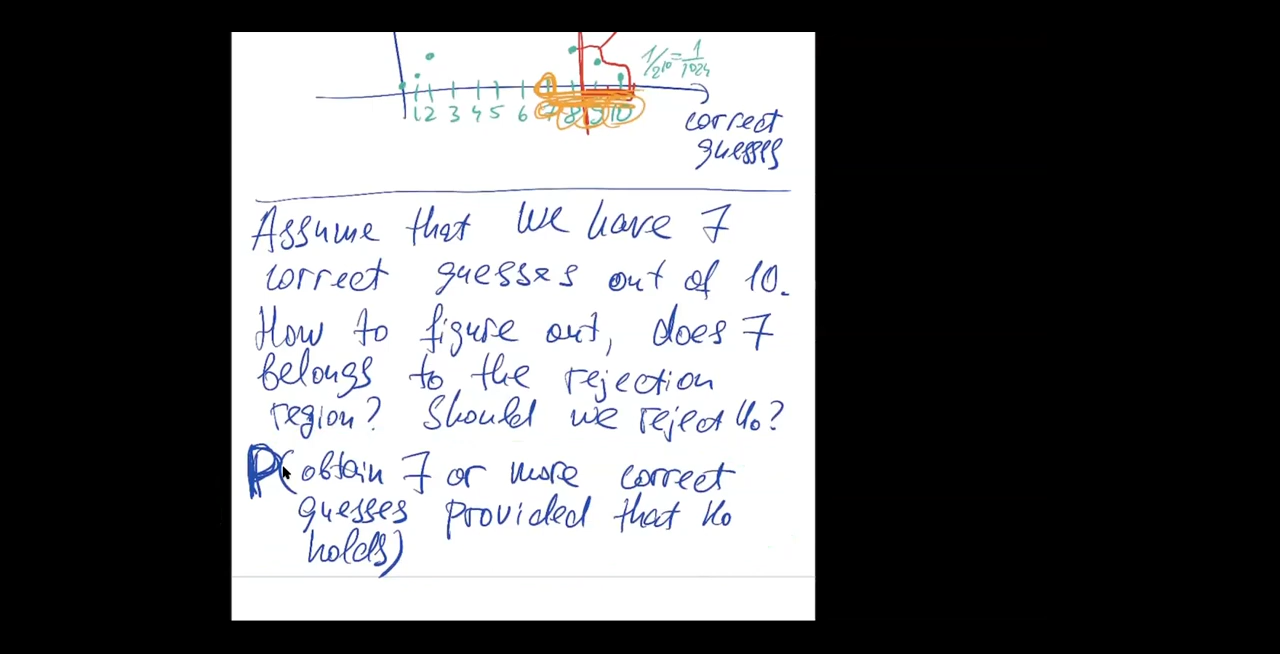 1/2^10 = 1/1024
1 2 3 4 5 6 7 8 9 10
correct
guesses
Assume that we have 7
correct guesses out of 10.
How to figure out, does 7
belongs to the rejection
region? Should we reject H₀?
P(obtain 7 or more correct
guesses provided that H₀
holds)